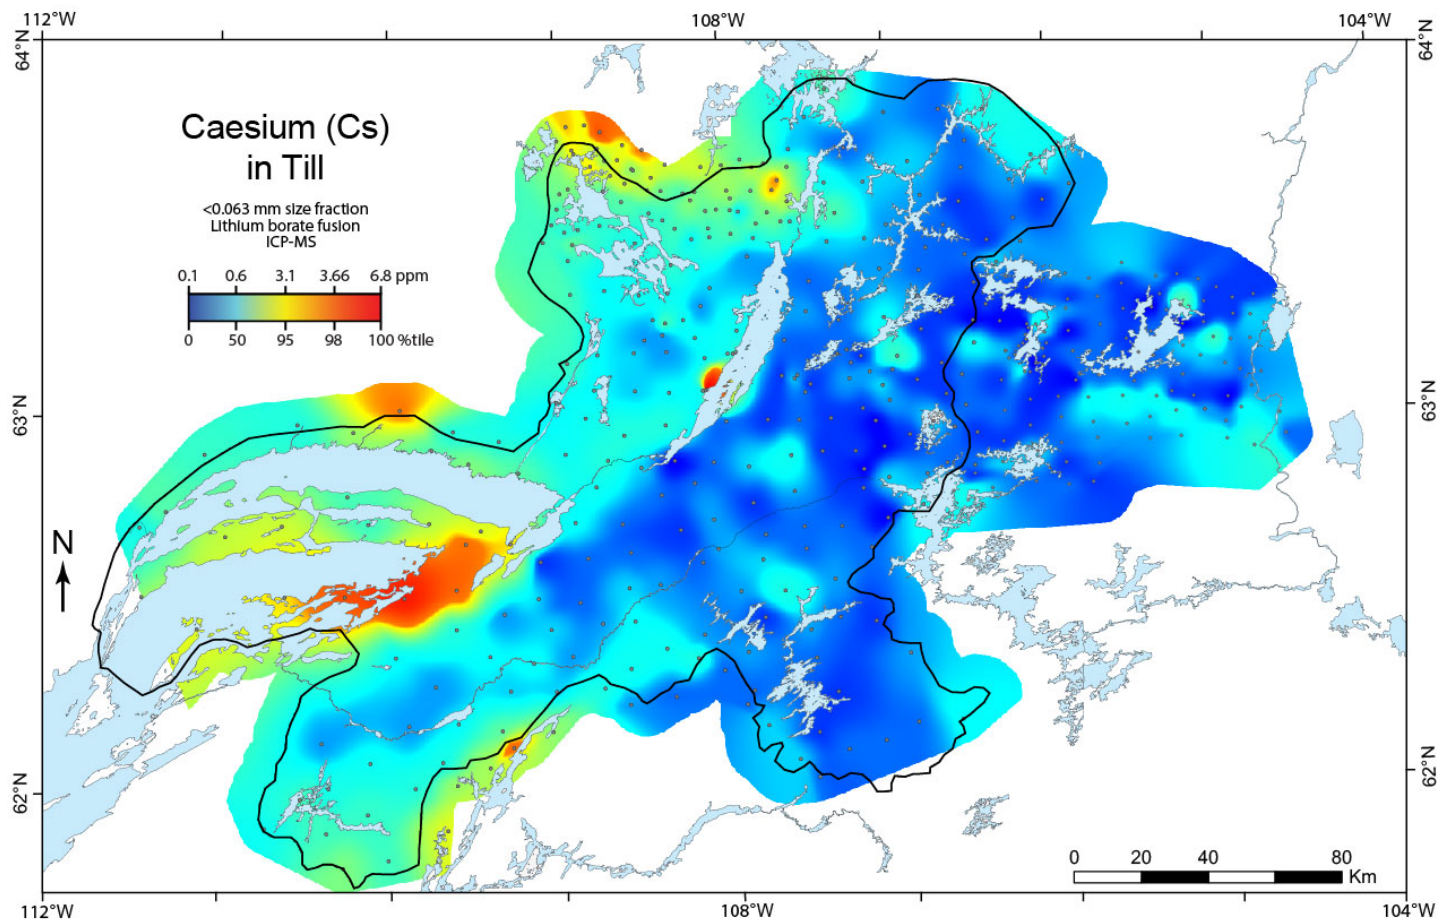 112°W
108°W
104°W
64°N
64°N
Caesium (Cs)
in Till
<0.063 mm size fraction
Lithium borate fusion
ICP-MS
0.1 0.6 3.1 3.66 6.8 ppm
0 50 95 98 100 %tile
63°N
63°N
N
62°N
62°N
0 20 40 80
Km
112°W
108°W
104°W